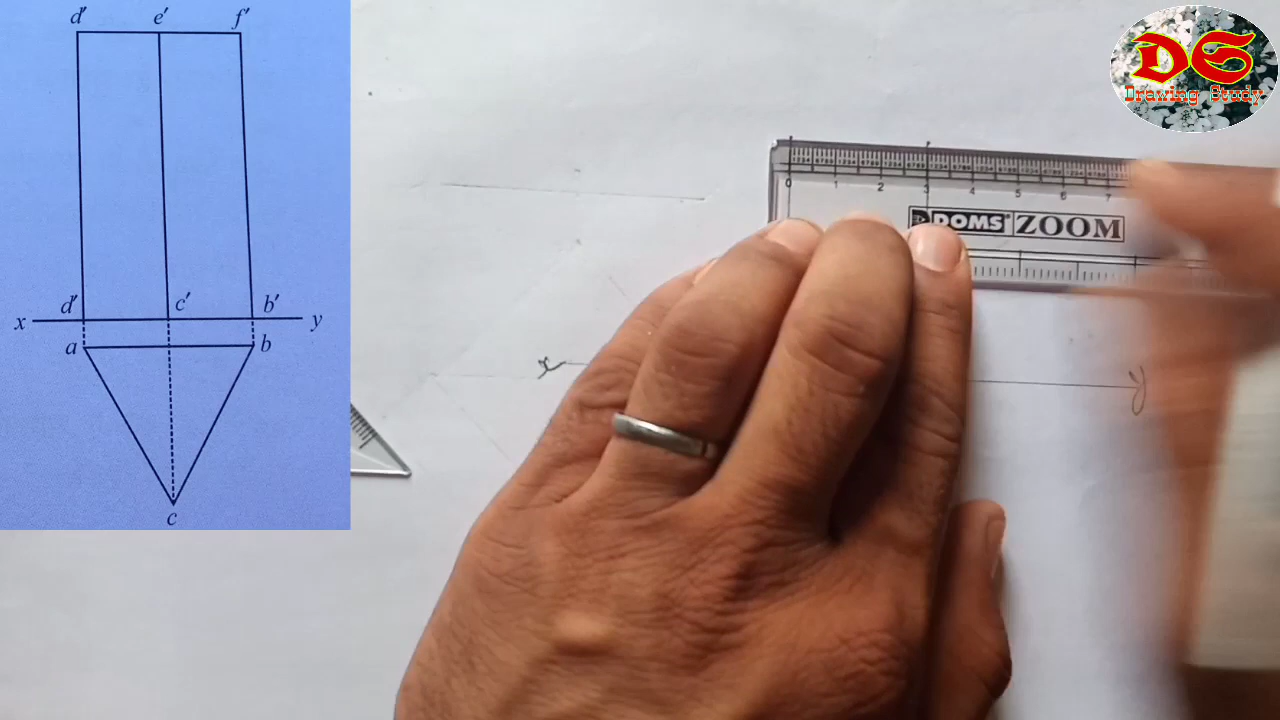 d' e' f'
d' c' b'
x y
a b
c
DS
Drawing Study
0 1 2 3 4 5 6 7
DOMS ZOOM
x y